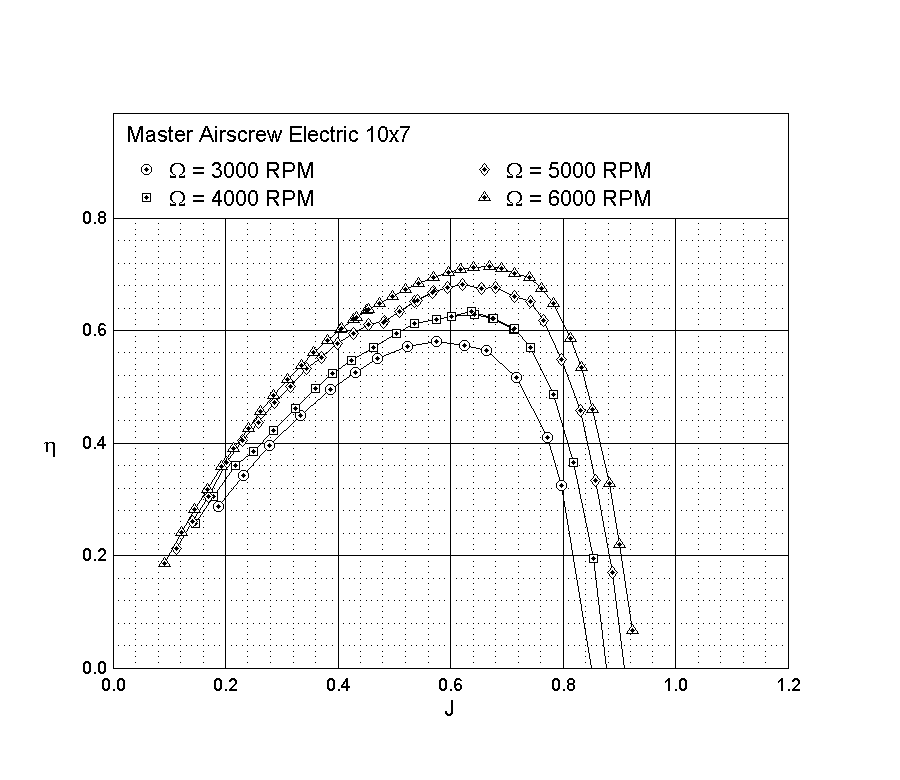 Master Airscrew Electric 10x7
Ω = 3000 RPM
Ω = 5000 RPM
Ω = 4000 RPM
Ω = 6000 RPM
0.8
0.6
0.4
η
0.2
0.0
0.0 0.2 0.4 0.6 0.8 1.0 1.2
J